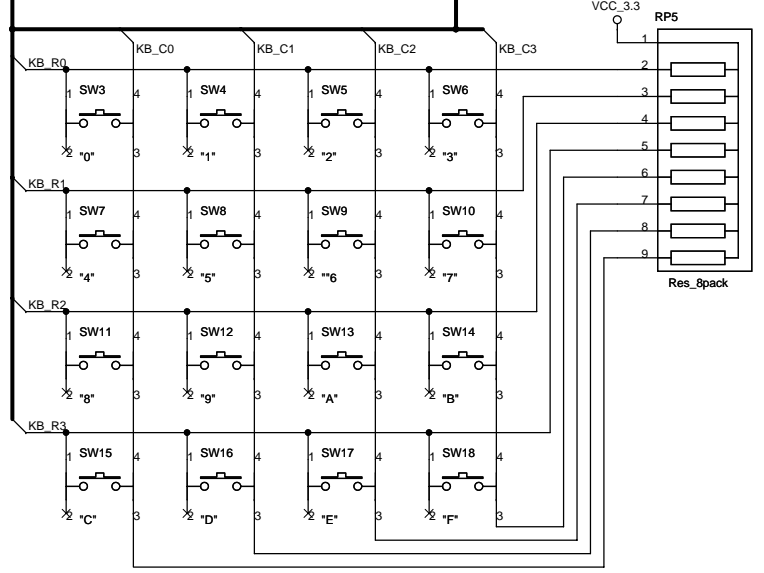 VCC_3.3
RP5
KB_C0 KB_C1 KB_C2 KB_C3
1
KB_R0
2
SW3 SW4 SW5 SW6
1 4 1 4 1 4 1 4
3
4
2 "0" 3 2 "1" 3 2 "2" 3 2 "3" 3
5
6
KB_R1
SW7 SW8 SW9 SW10
7
1 4 1 4 1 4 1 4
8
9
2 "4" 3 2 "5" 3 2 ""6 3 2 "7" 3
Res_8pack
KB_R2
SW11 SW12 SW13 SW14
1 4 1 4 1 4 1 4
2 "8" 3 2 "9" 3 2 "A" 3 2 "B" 3
KB_R3
SW15 SW16 SW17 SW18
1 4 1 4 1 4 1 4
2 "C" 3 2 "D" 3 2 "E" 3 2 "F" 3